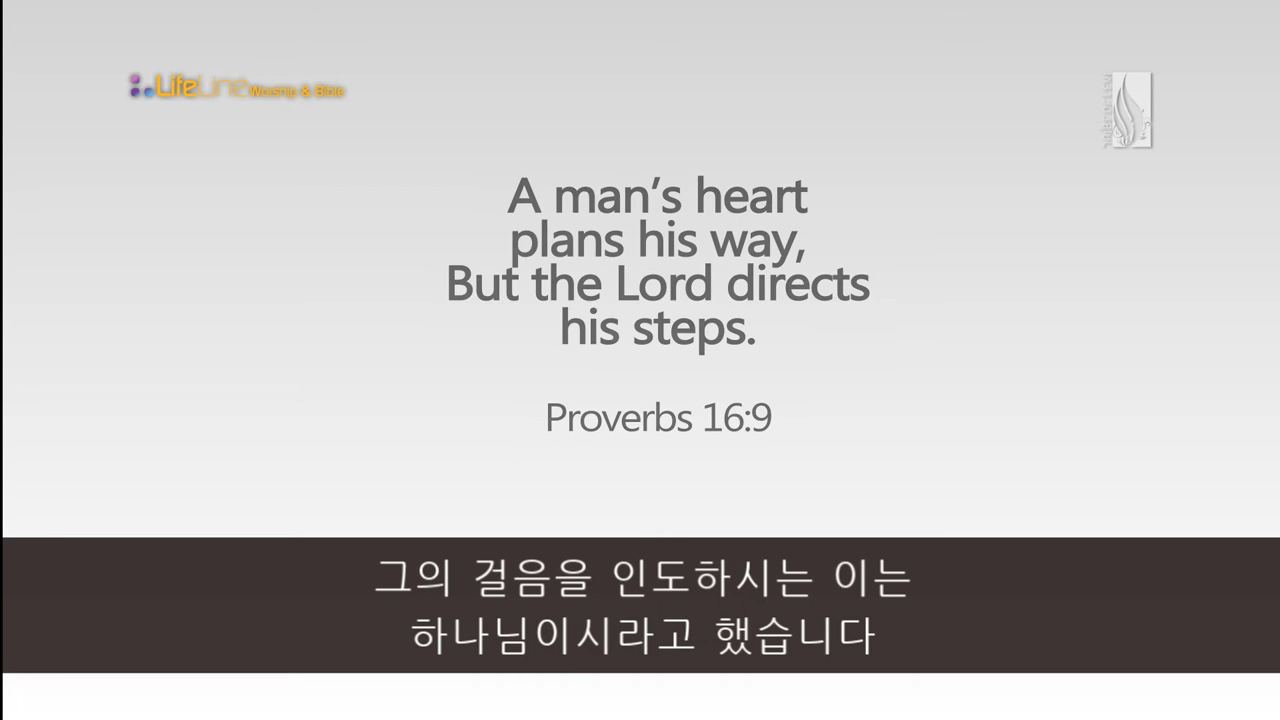 LifeLine Worship & Bible
A man's heart
plans his way,
But the Lord directs
his steps.
Proverbs 16:9
그의 걸음을 인도하시는 이는
하나님이시라고 했습니다